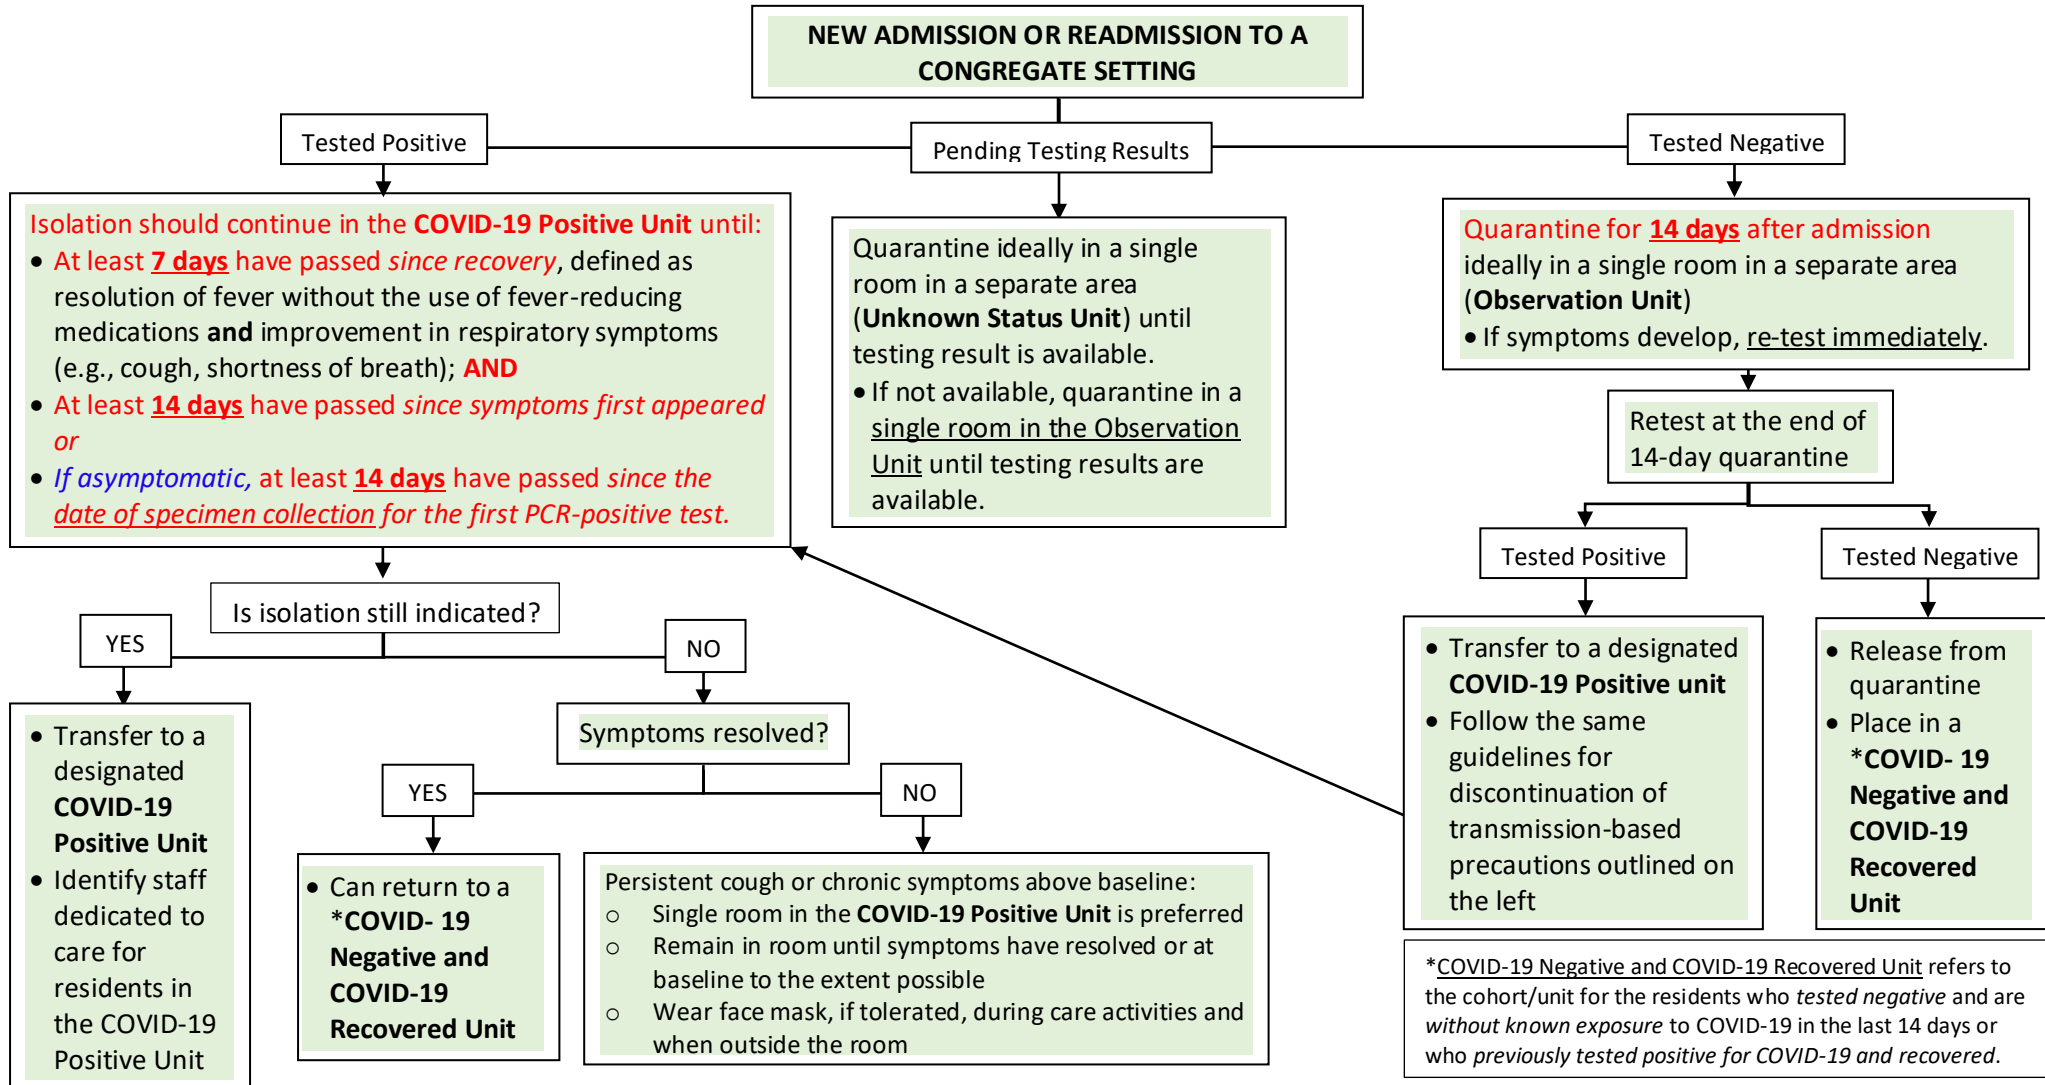 NEW ADMISSION OR READMISSION TO A
CONGREGATE SETTING
Tested Positive
Pending Testing Results
Tested Negative
Isolation should continue in the COVID-19 Positive Unit until:
• At least 7 days have passed since recovery, defined as
resolution of fever without the use of fever-reducing
medications and improvement in respiratory symptoms
(e.g., cough, shortness of breath); AND
• At least 14 days have passed since symptoms first appeared
or
• If asymptomatic, at least 14 days have passed since the
date of specimen collection for the first PCR-positive test.
Quarantine ideally in a single
room in a separate area
(Unknown Status Unit) until
testing result is available.
• If not available, quarantine in a
single room in the Observation
Unit until testing results are
available.
Quarantine for 14 days after admission
ideally in a single room in a separate area
(Observation Unit)
• If symptoms develop, re-test immediately.
Retest at the end of
14-day quarantine
Tested Positive
Tested Negative
Is isolation still indicated?
YES
NO
• Transfer to a
designated
COVID-19
Positive Unit
• Identify staff
dedicated to
care for
residents in
the COVID-19
Positive Unit
Symptoms resolved?
YES
NO
• Can return to a
*COVID- 19
Negative and
COVID-19
Recovered Unit
Persistent cough or chronic symptoms above baseline:
o Single room in the COVID-19 Positive Unit is preferred
o Remain in room until symptoms have resolved or at
baseline to the extent possible
o Wear face mask, if tolerated, during care activities and
when outside the room
• Transfer to a designated
COVID-19 Positive unit
• Follow the same
guidelines for
discontinuation of
transmission-based
precautions outlined on
the left
• Release from
quarantine
• Place in a
*COVID- 19
Negative and
COVID-19
Recovered
Unit
*COVID-19 Negative and COVID-19 Recovered Unit refers to
the cohort/unit for the residents who tested negative and are
without known exposure to COVID-19 in the last 14 days or
who previously tested positive for COVID-19 and recovered.